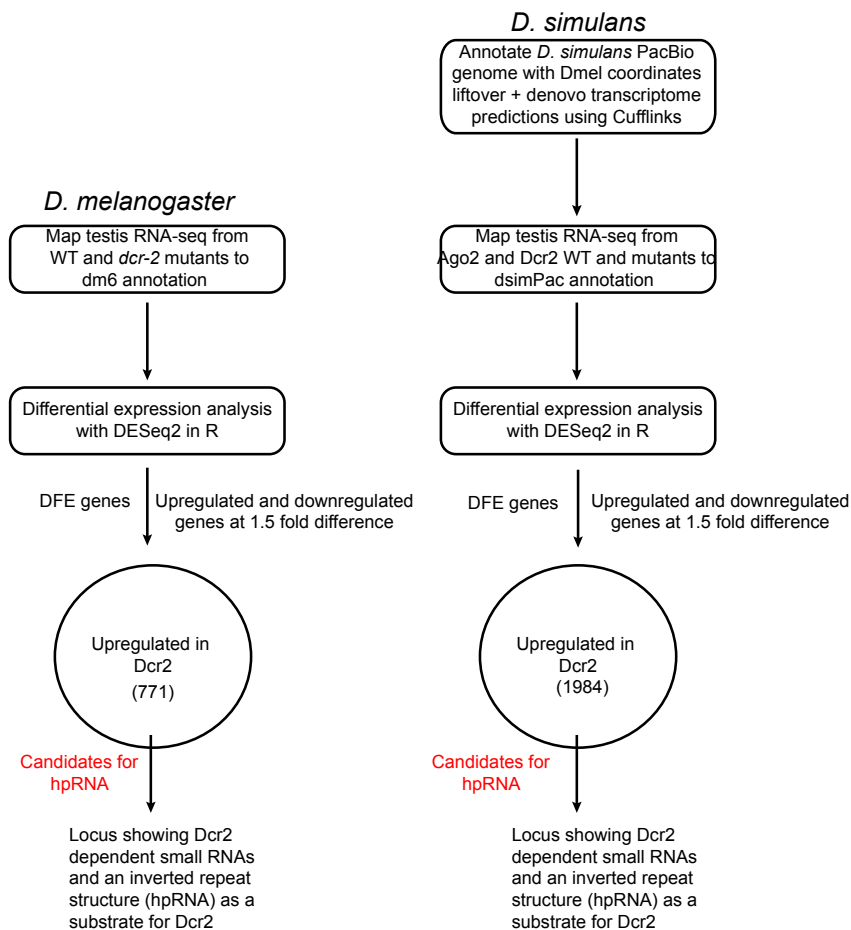 D. simulans
Annotate D. simulans PacBio
genome with Dmel coordinates
liftover + denovo transcriptome
predictions using Cufflinks
D. melanogaster
Map testis RNA-seq from
WT and dcr-2 mutants to
dm6 annotation
Map testis RNA-seq from
Ago2 and Dcr2 WT and mutants to
dsimPac annotation
Differential expression analysis
with DESeq2 in R
Differential expression analysis
with DESeq2 in R
DFE genes
Upregulated and downregulated
genes at 1.5 fold difference
DFE genes
Upregulated and downregulated
genes at 1.5 fold difference
Upregulated in
Dcr2
(771)
Upregulated in
Dcr2
(1984)
Candidates for
hpRNA
Candidates for
hpRNA
Locus showing Dcr2
dependent small RNAs
and an inverted repeat
structure (hpRNA) as a
substrate for Dcr2
Locus showing Dcr2
dependent small RNAs
and an inverted repeat
structure (hpRNA) as a
substrate for Dcr2